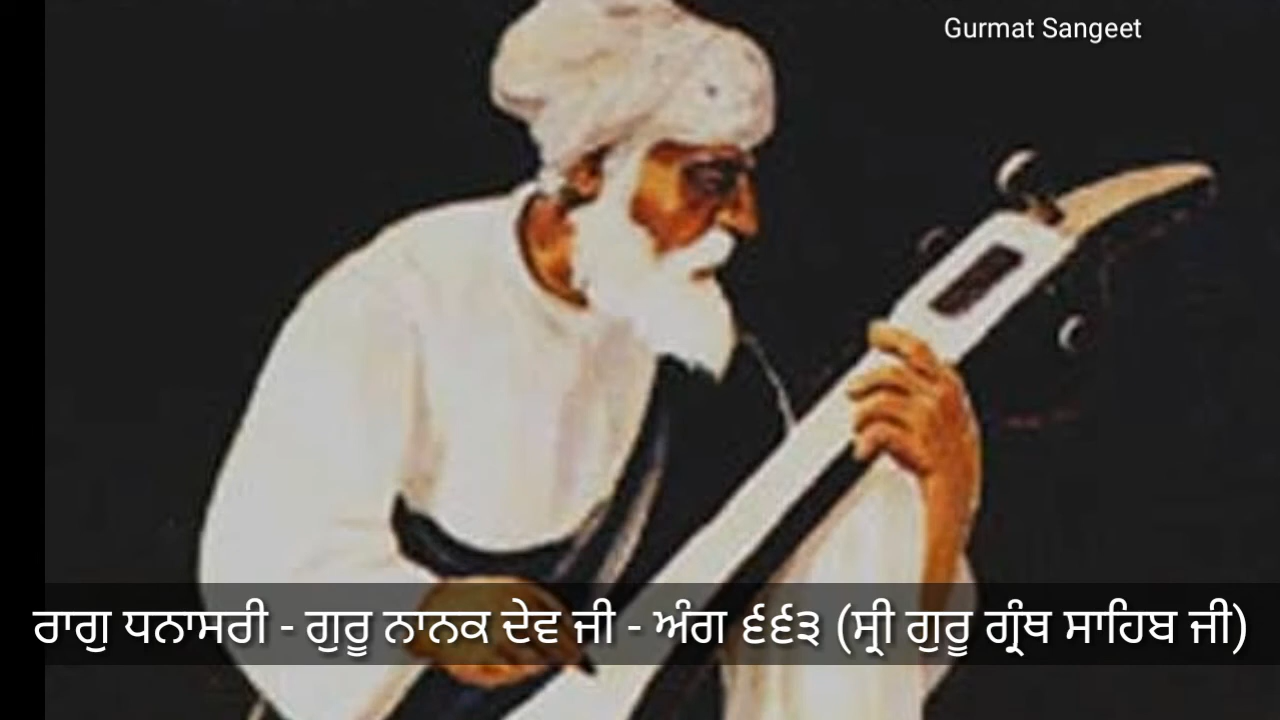 Gurmat Sangeet
ਰਾਗੁ ਧਨਾਸਰੀ - ਗੁਰੂ ਨਾਨਕ ਦੇਵ ਜੀ - ਅੰਗ ੬੬੩ (ਸ੍ਰੀ ਗੁਰੂ ਗ੍ਰੰਥ ਸਾਹਿਬ ਜੀ)